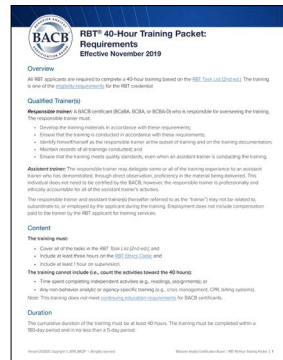 BACB
RBT® 40-Hour Training Packet:
Requirements
Effective November 2019
Overview
All RBT applicants are required to complete a 40-hour training based on the RBT Task List (2nd ed.). The training
is one of the eligibility requirements for the RBT credential.
Qualified Trainer(s)
Responsible trainer: A BACB certificant (BCaBA, BCBA, or BCBA-D) who is responsible for overseeing the training.
The responsible trainer must:
• Develop the training materials in accordance with these requirements;
• Ensure that the training is conducted in accordance with these requirements;
• Identify himself/herself as the responsible trainer at the outset of training and on the training documentation;
• Maintain records of all trainings conducted; and
• Ensure that the training meets quality standards, even when an assistant trainer is conducting the training.
Assistant trainer: The responsible trainer may delegate some or all of the training experience to an assistant
trainer who has demonstrated, through direct observation, proficiency in the material being delivered. This
individual does not need to be certified by the BACB; however, the responsible trainer is professionally and
ethically accountable for all of the assistant trainer's activities.
The responsible trainer and assistant trainer(s) (hereafter referred to as the "trainer") may not be related to,
subordinate to, or employed by the applicant during the training. Employment does not include compensation
paid to the trainer by the RBT applicant for training services.
Content
The training must:
• Cover all of the tasks in the RBT Task List (2nd ed.); and
• Include at least three hours on the RBT Ethics Code; and
• Include at least 1 hour on supervision.
The training cannot include (i.e., count the activities toward the 40 hours):
• Time spent completing independent activities (e.g., readings, assignments); or
• Any non-behavior analytic or agency-specific training (e.g., crisis management, CPR, billing systems).
Note: This training does not meet continuing education requirements for BACB certificants.
Duration
The cumulative duration of the training must be at least 40 hours. The training must be completed within a
180-day period and in no less than a 5-day period.